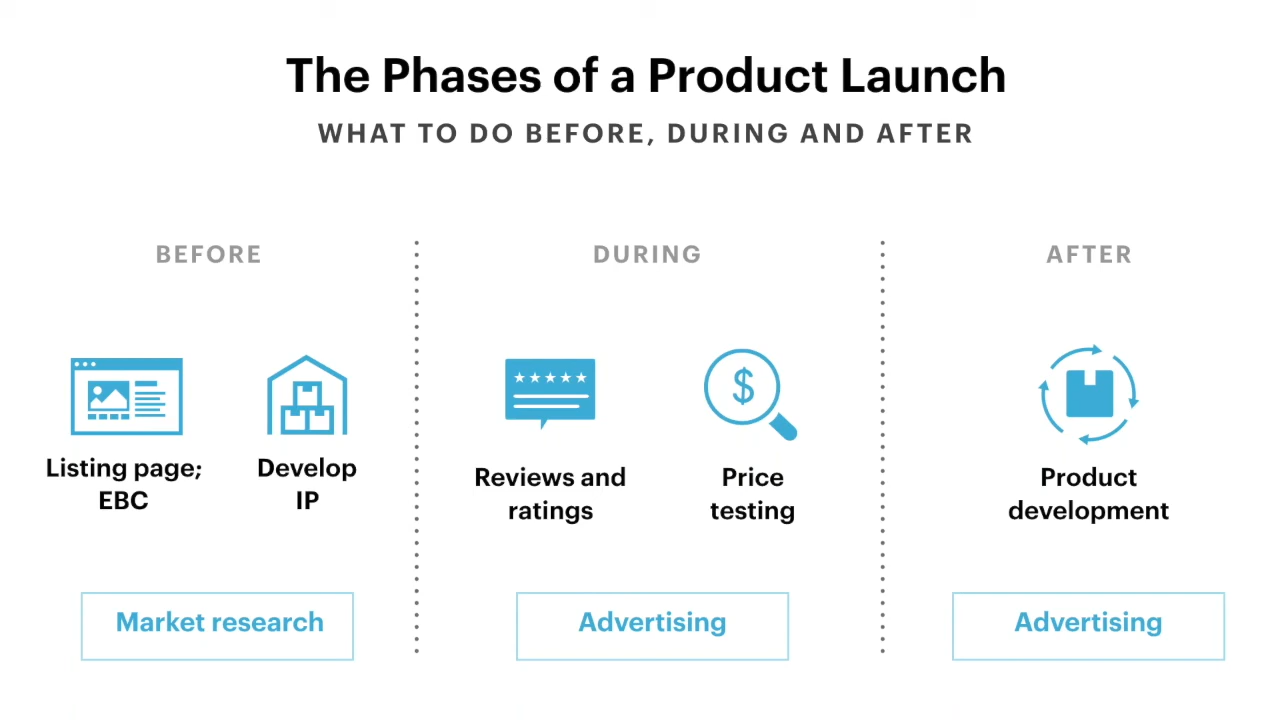 The Phases of a Product Launch
WHAT TO DO BEFORE, DURING AND AFTER
BEFORE
Listing page;
EBC
Develop
IP
Market research
DURING
$
Reviews and
ratings
Price
testing
Advertising
AFTER
Product
development
Advertising